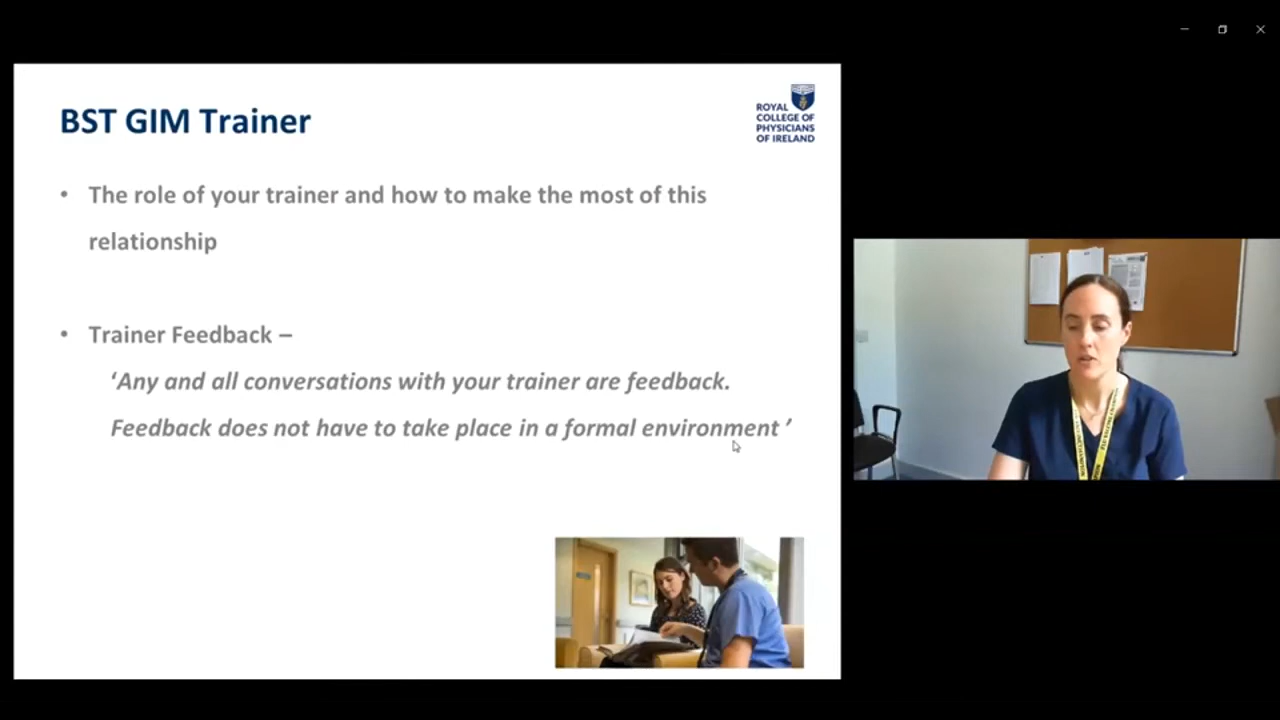 BST GIM Trainer
ROYAL
COLLEGE OF
PHYSICIANS
OF IRELAND
• The role of your trainer and how to make the most of this
relationship
• Trainer Feedback –
‘Any and all conversations with your trainer are feedback.
Feedback does not have to take place in a formal environment ’